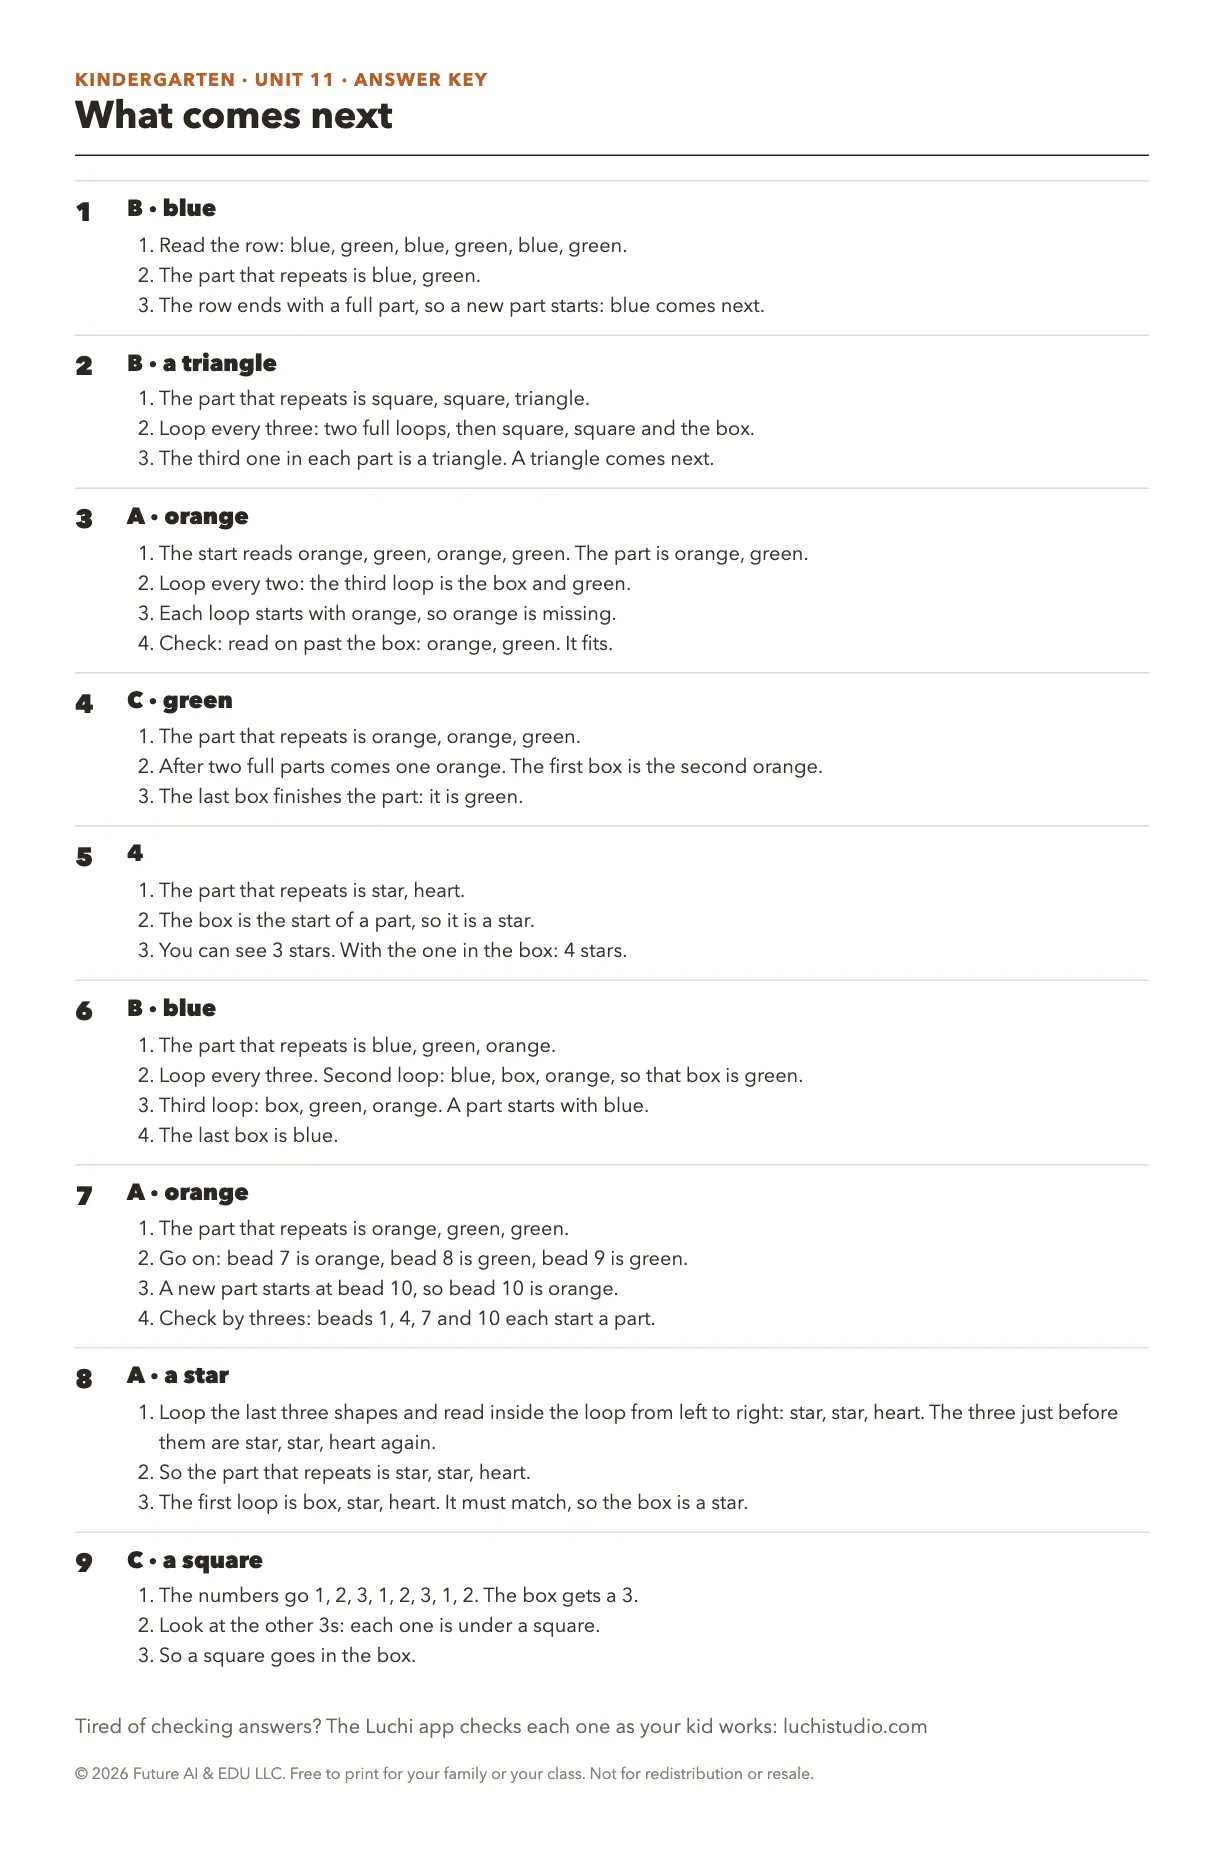 KINDERGARTEN · UNIT 11 · ANSWER KEY
What comes next
1 B · blue
1. Read the row: blue, green, blue, green, blue, green.
2. The part that repeats is blue, green.
3. The row ends with a full part, so a new part starts: blue comes next.
2 B · a triangle
1. The part that repeats is square, square, triangle.
2. Loop every three: two full loops, then square, square and the box.
3. The third one in each part is a triangle. A triangle comes next.
3 A · orange
1. The start reads orange, green, orange, green. The part is orange, green.
2. Loop every two: the third loop is the box and green.
3. Each loop starts with orange, so orange is missing.
4. Check: read on past the box: orange, green. It fits.
4 C · green
1. The part that repeats is orange, orange, green.
2. After two full parts comes one orange. The first box is the second orange.
3. The last box finishes the part: it is green.
5 4
1. The part that repeats is star, heart.
2. The box is the start of a part, so it is a star.
3. You can see 3 stars. With the one in the box: 4 stars.
6 B · blue
1. The part that repeats is blue, green, orange.
2. Loop every three. Second loop: blue, box, orange, so that box is green.
3. Third loop: box, green, orange. A part starts with blue.
4. The last box is blue.
7 A · orange
1. The part that repeats is orange, green, green.
2. Go on: bead 7 is orange, bead 8 is green, bead 9 is green.
3. A new part starts at bead 10, so bead 10 is orange.
4. Check by threes: beads 1, 4, 7 and 10 each start a part.
8 A · a star
1. Loop the last three shapes and read inside the loop from left to right: star, star, heart. The three just before
them are star, star, heart again.
2. So the part that repeats is star, star, heart.
3. The first loop is box, star, heart. It must match, so the box is a star.
9 C · a square
1. The numbers go 1, 2, 3, 1, 2, 3, 1, 2. The box gets a 3.
2. Look at the other 3s: each one is under a square.
3. So a square goes in the box.
Tired of checking answers? The Luchi app checks each one as your kid works: luchistudio.com
© 2026 Future AI & EDU LLC. Free to print for your family or your class. Not for redistribution or resale.